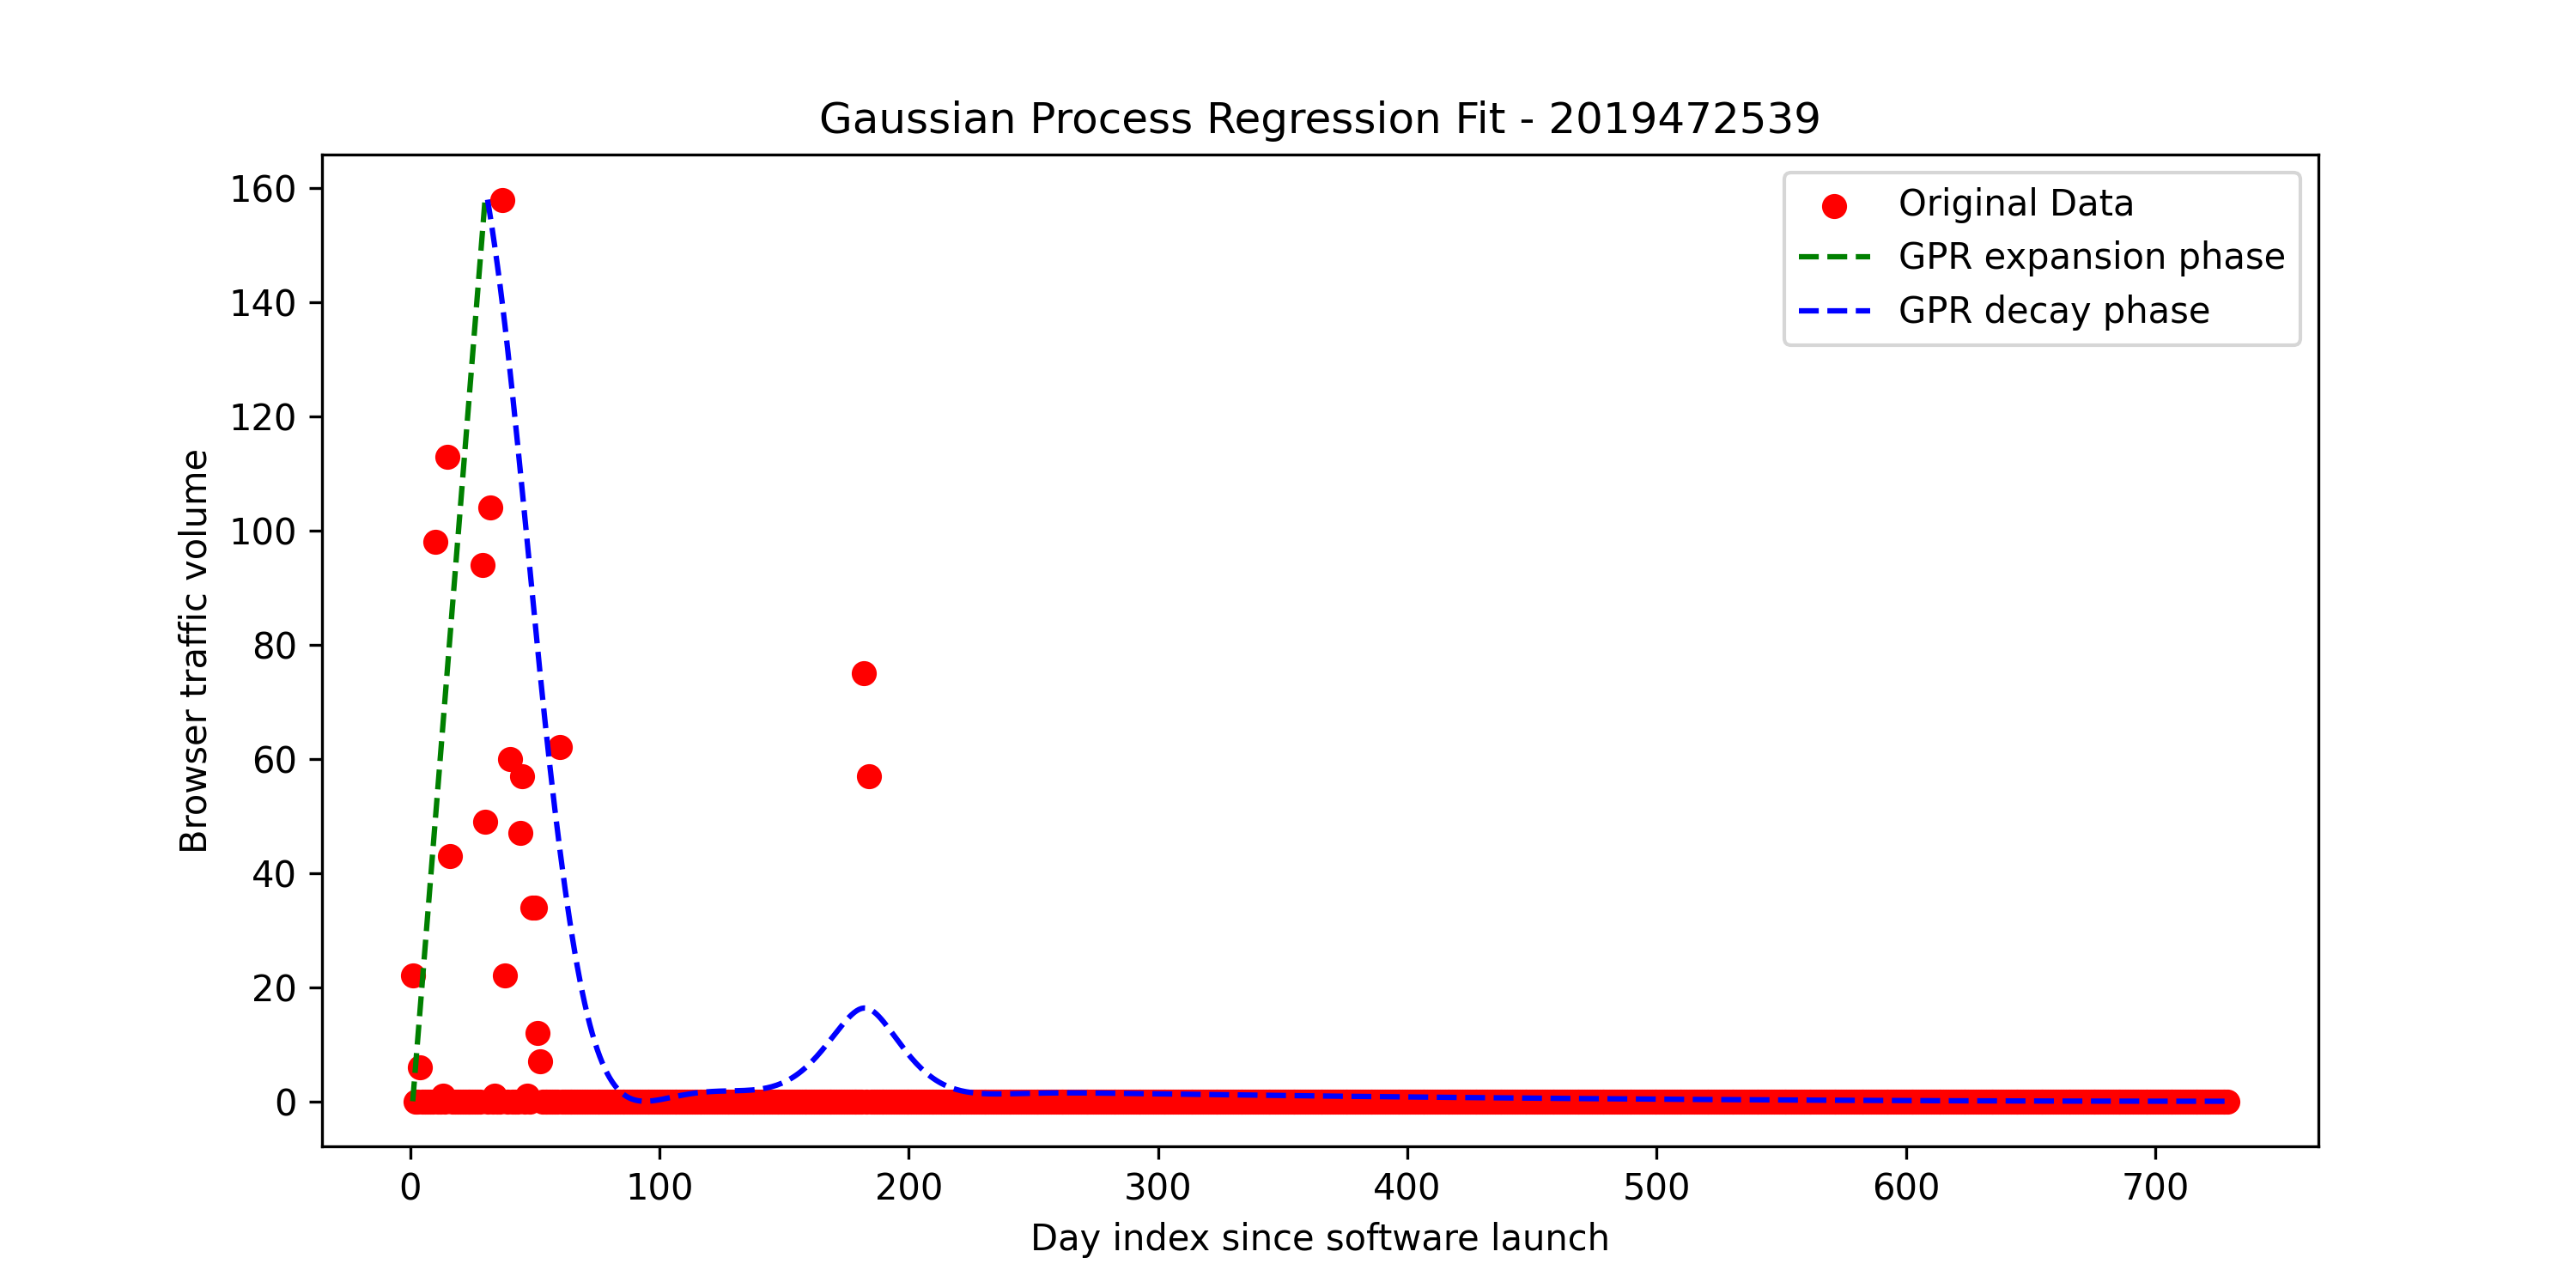 Gaussian Process Regression Fit - 2019472539
Original Data
GPR expansion phase
GPR decay phase
Browser traffic volume
160
140
120
100
80
60
40
20
0
0 100 200 300 400 500 600 700
Day index since software launch